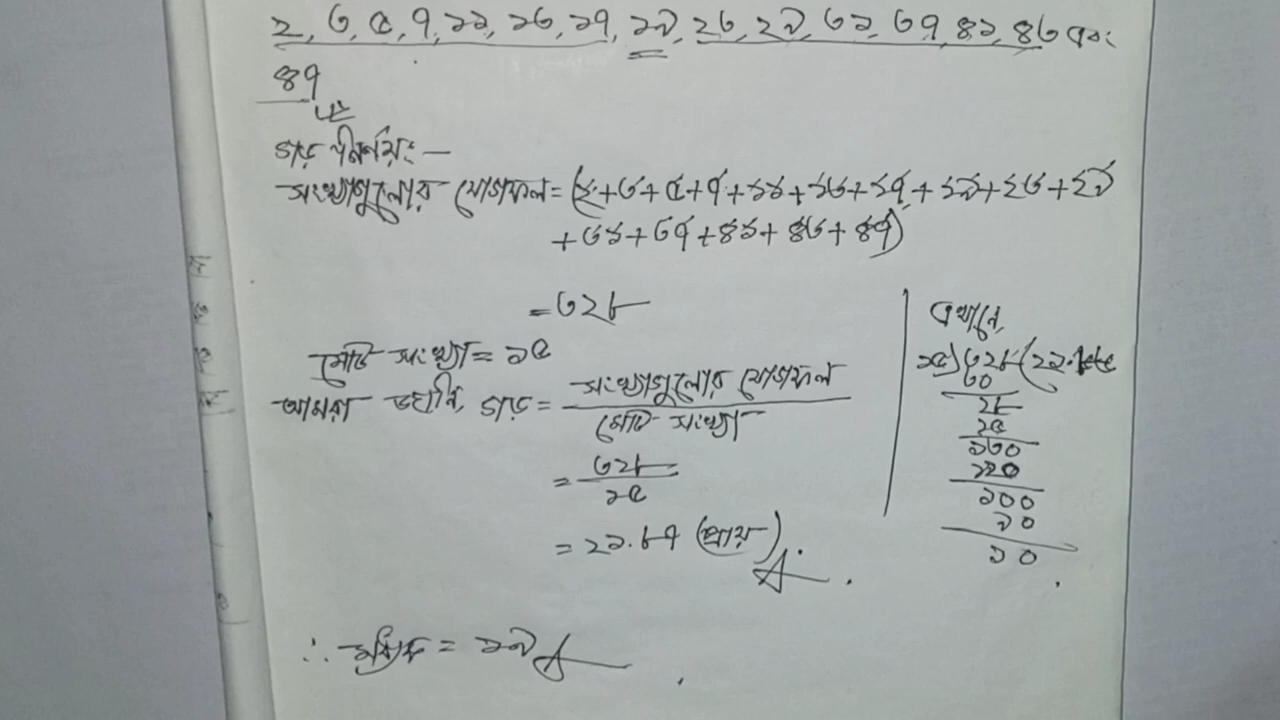 ২, ৩, ৫, ৭, ১১, ১৩, ১৭, ১৯, ২৩, ২৯, ৩১, ৩৭, ৪১, ৪৩ এবং
৪৭
গড় নির্ণয়ঃ—
সংখ্যাগুলোর যোগফল = (২+৩+৫+৭+১১+১৩+১৭+১৯+২৩+২৯
+৩১+৩৭+৪১+৪৩+৪৭)
= ৩২৮
মোট সংখ্যা = ১৫
আমরা জানি, গড় = সংখ্যাগুলোর যোগফল
মোট সংখ্যা
= ৩২৮
১৫
= ২১.৮৭ (প্রায়)
∴ মধ্যক = ১৯
এখানে,
১৫)৩২৮(২১.৮৬৬
৩০
২৮
১৫
১৩০
১২০
১০০
৯০
১০